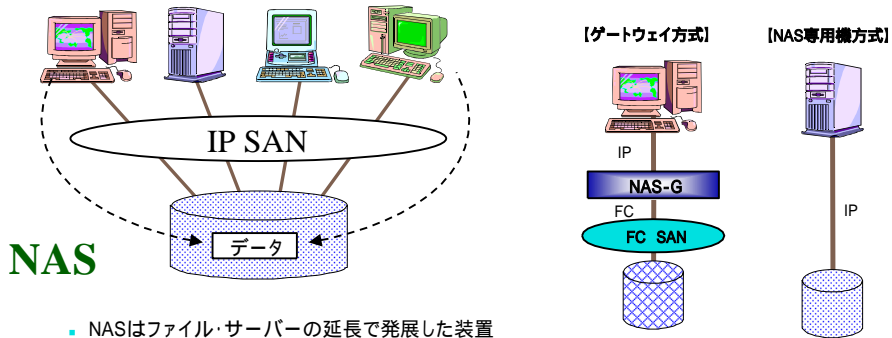 IP SAN
データ
NAS
▪ NASはファイル･サーバーの延長で発展した装置
【ゲートウェイ方式】
IP
NAS-G
FC
FC SAN
【NAS専用機方式】
IP